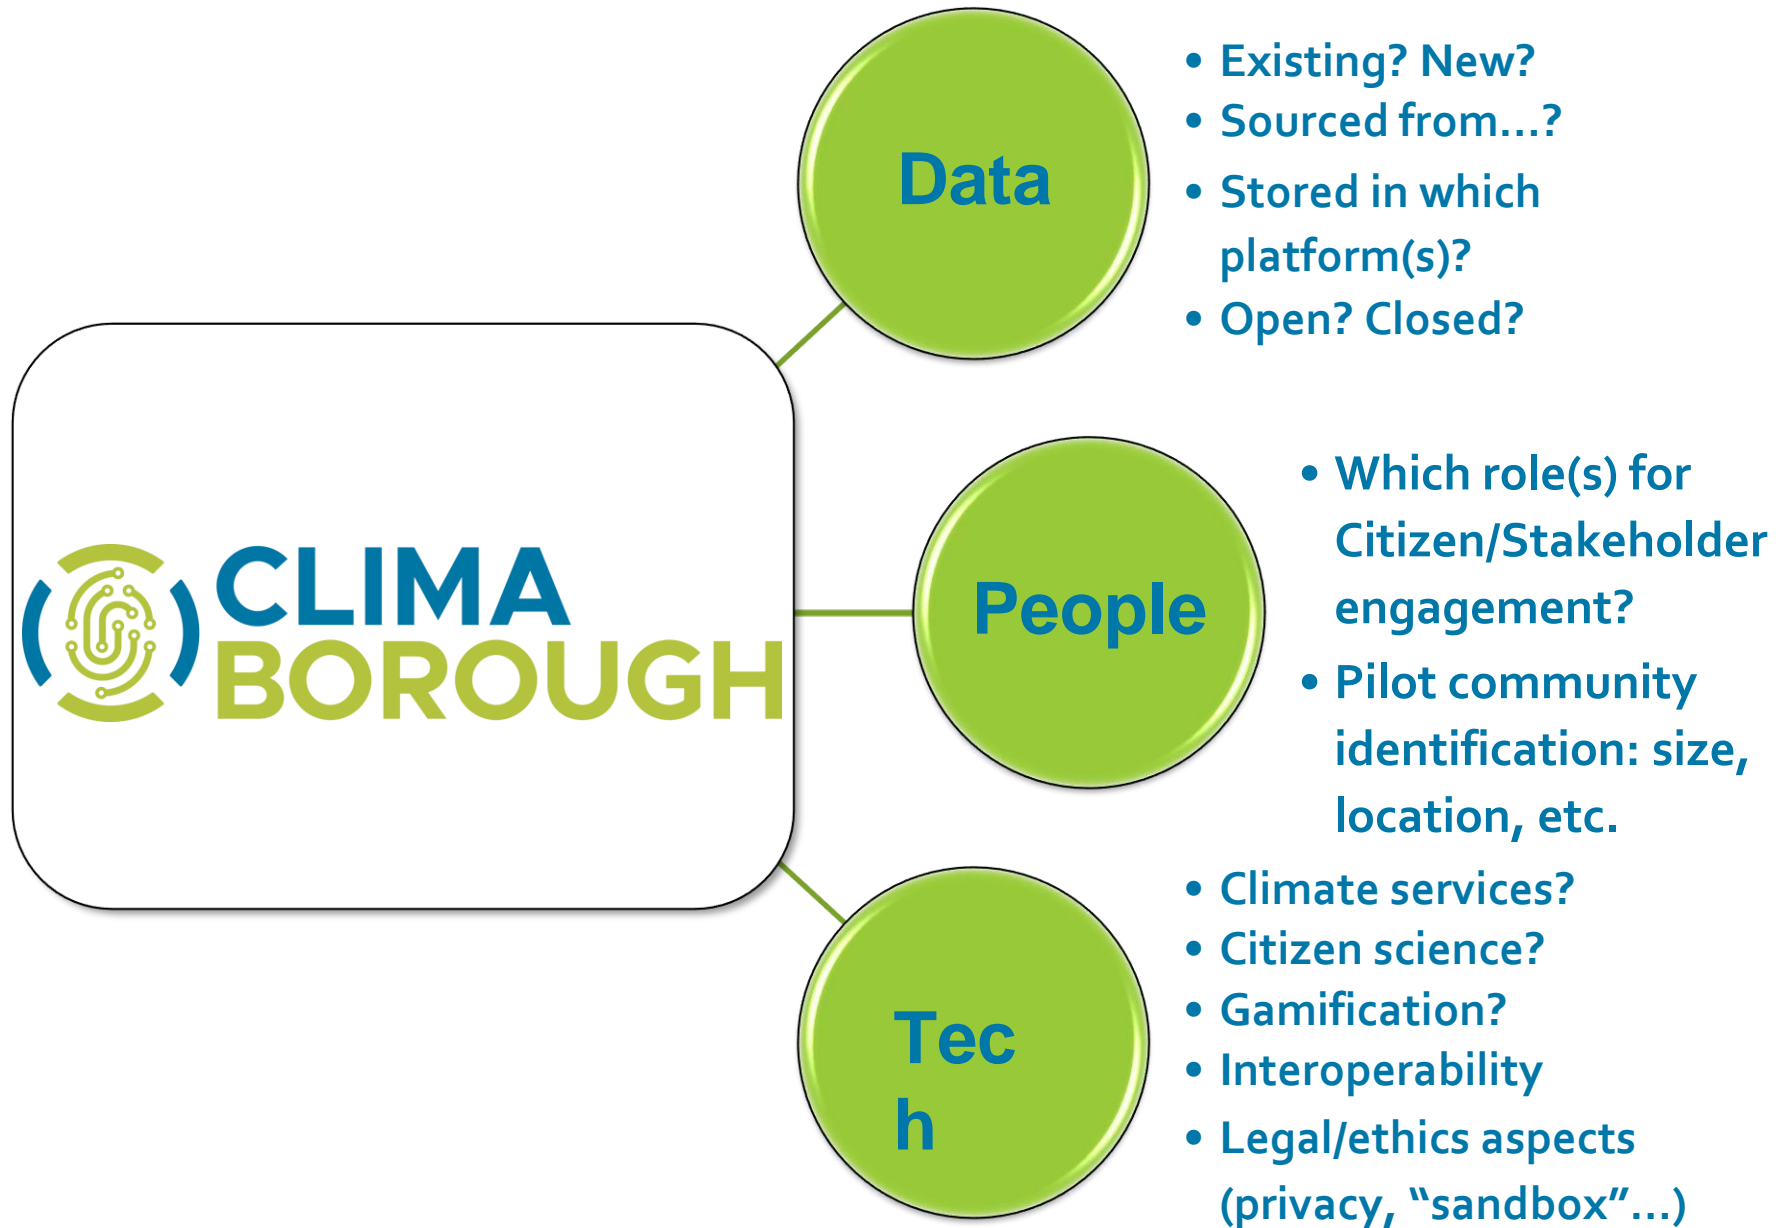 CLIMA
BOROUGH
Data
• Existing? New?
• Sourced from...?
• Stored in which
platform(s)?
• Open? Closed?
People
• Which role(s) for
Citizen/Stakeholder
engagement?
• Pilot community
identification: size,
location, etc.
Tec
h
• Climate services?
• Citizen science?
• Gamification?
• Interoperability
• Legal/ethics aspects
(privacy, “sandbox”...)